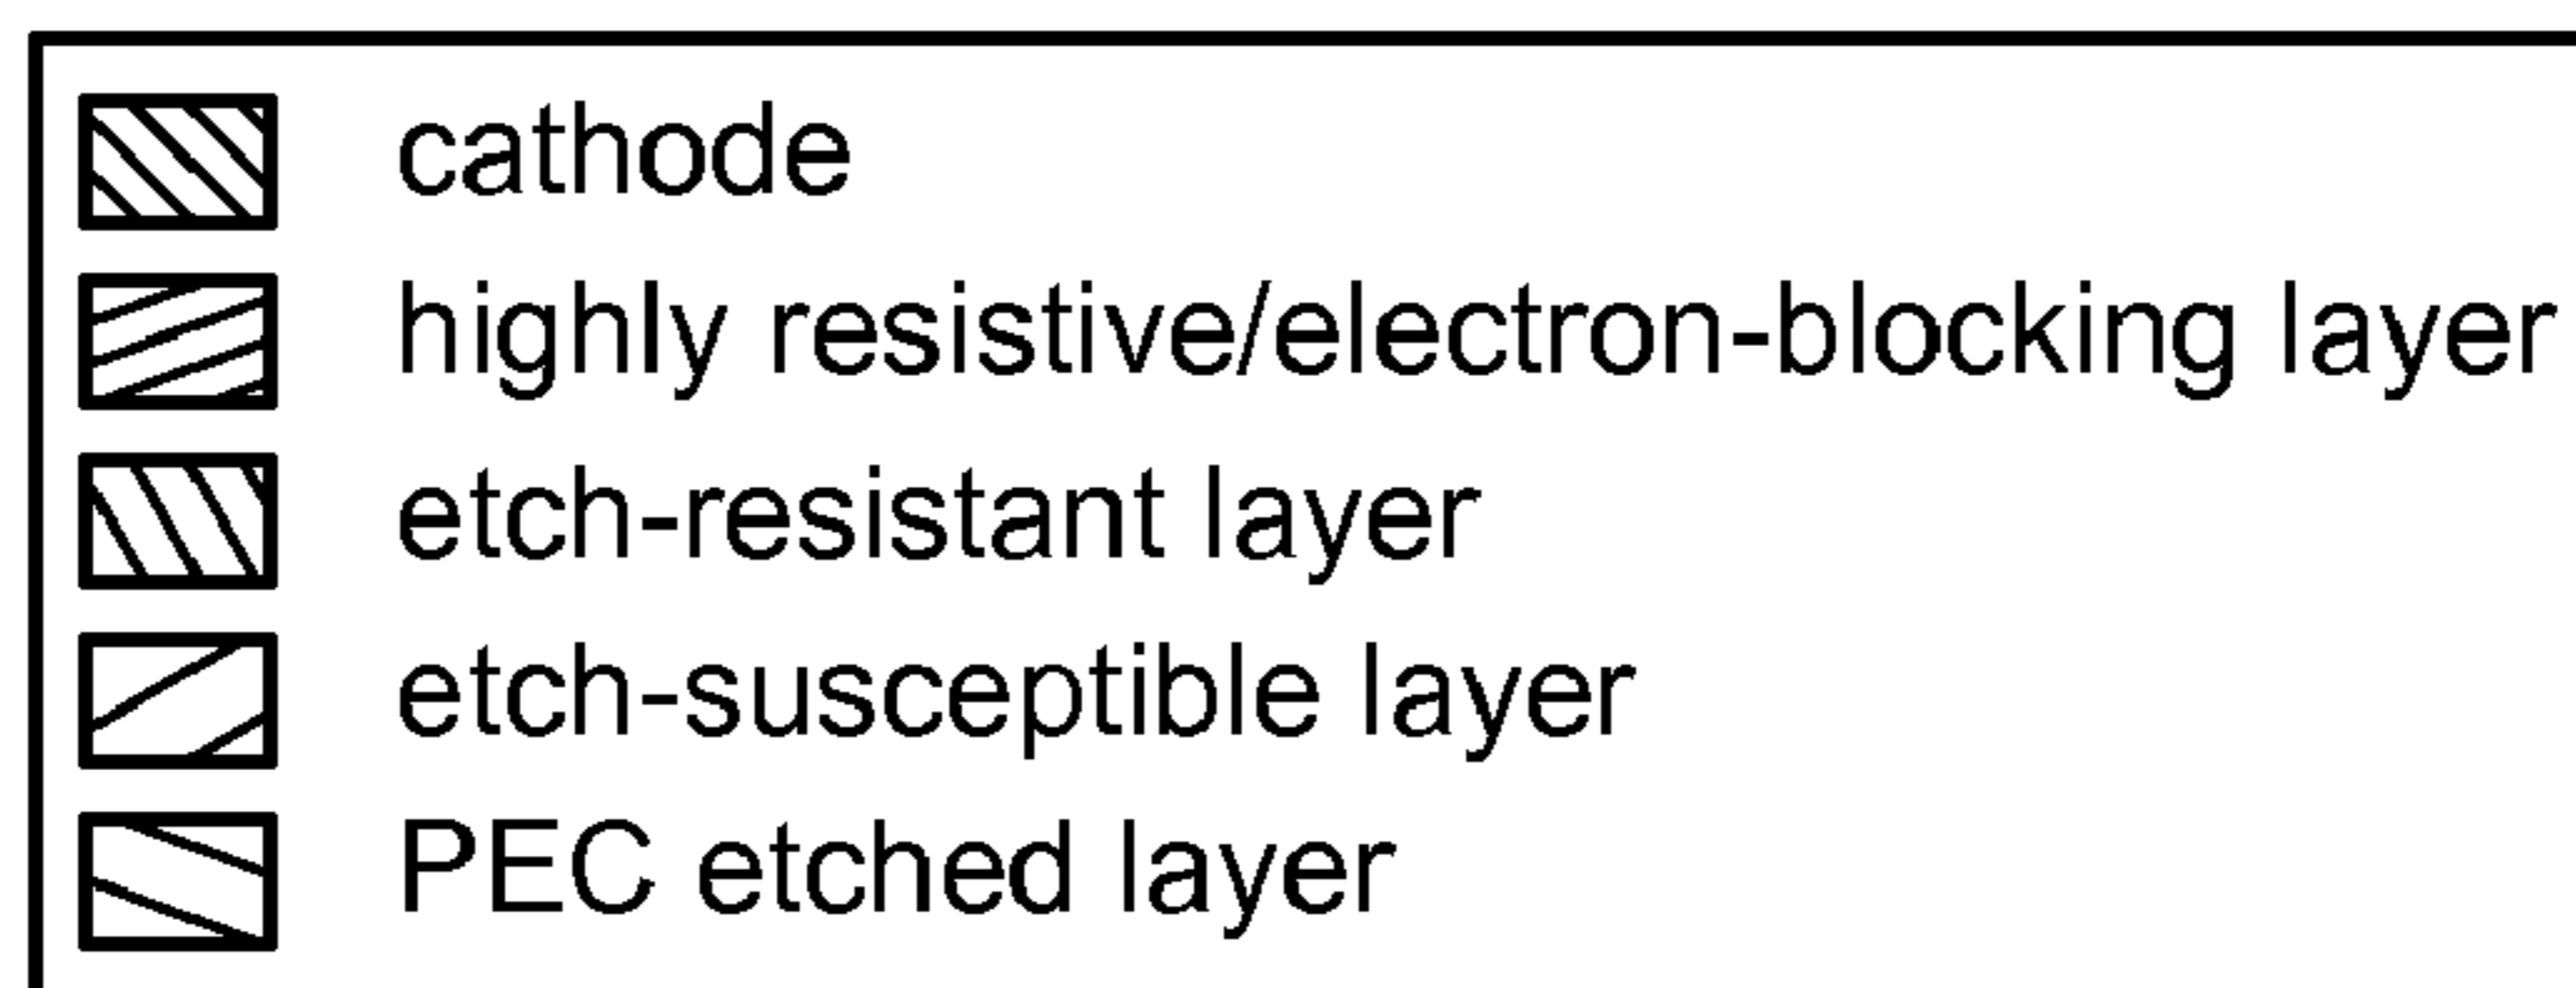 cathode
highly resistive/electron-blocking layer
etch-resistant layer
etch-susceptible layer
PEC etched layer